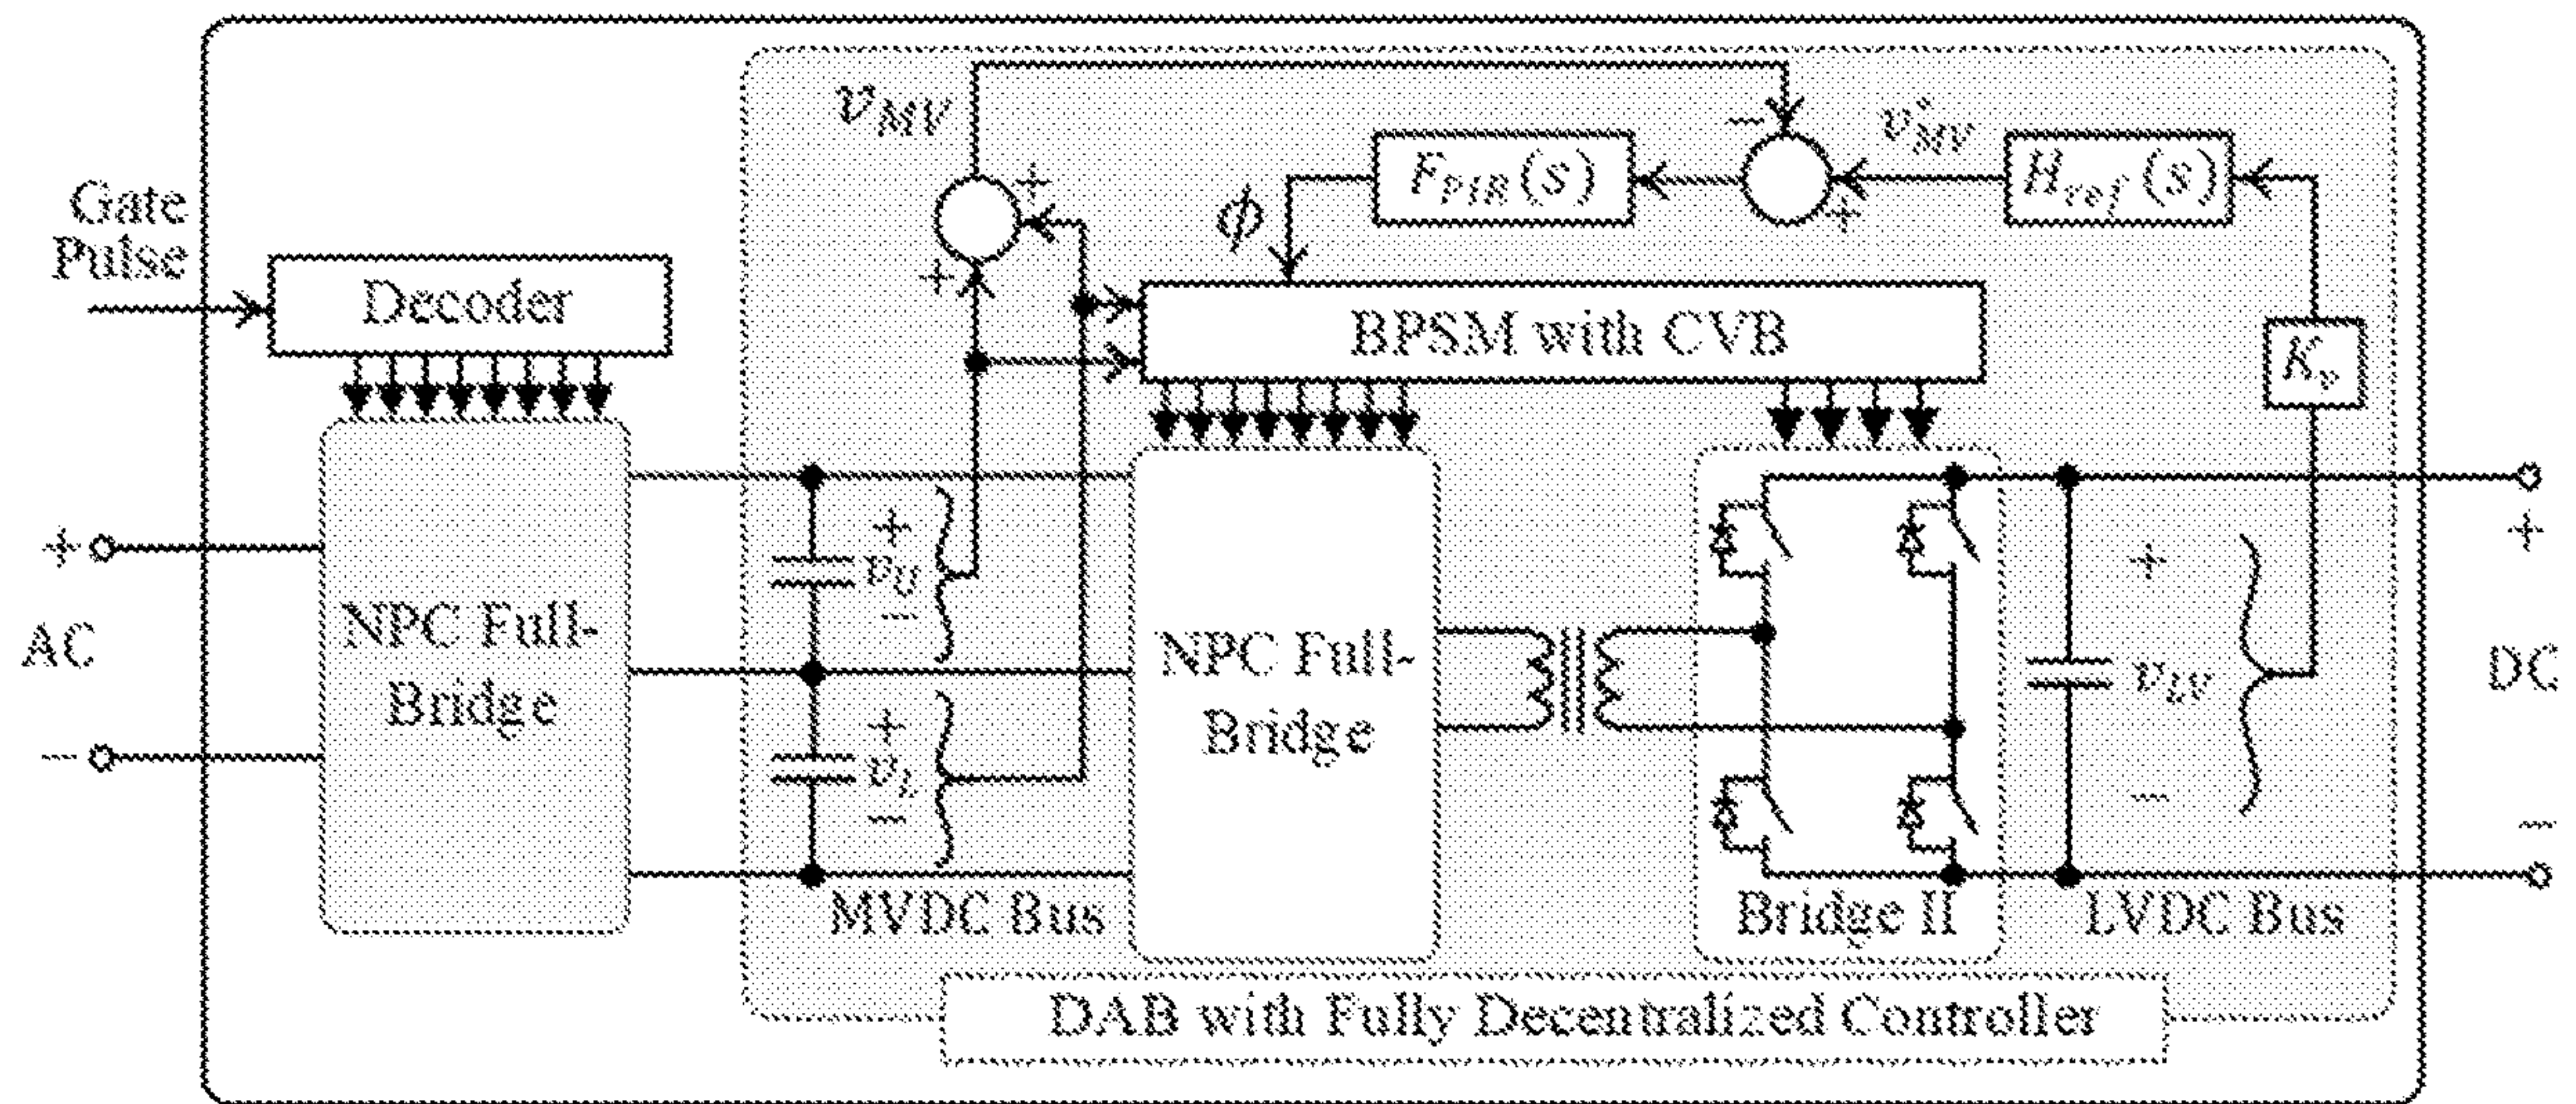 v_MV
F_PIR(s)
v*_MV
H_ref(s)
Gate
Pulse
ϕ
Decoder
BPSM with CVB
K_v
+
AC
−
NPC Full-
Bridge
+
v_U
−
+
v_L
−
MVDC Bus
NPC Full-
Bridge
Bridge II
+
v_LV
−
LVDC Bus
+
DC
−
DAB with Fully Decentralized Controller